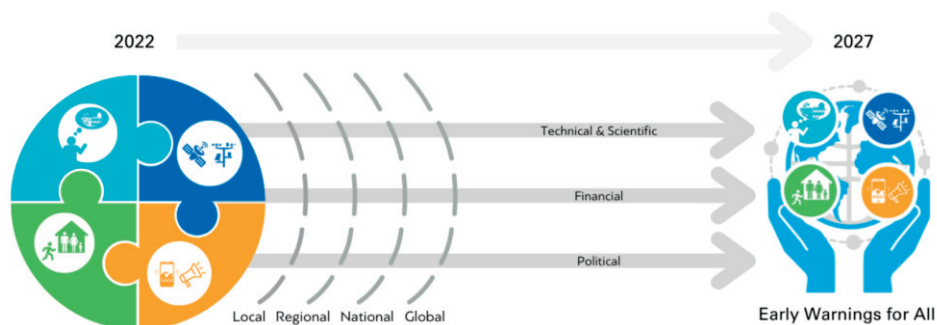 2022
2027
Technical & Scientific
Financial
Political
Local Regional National Global
Early Warnings for All